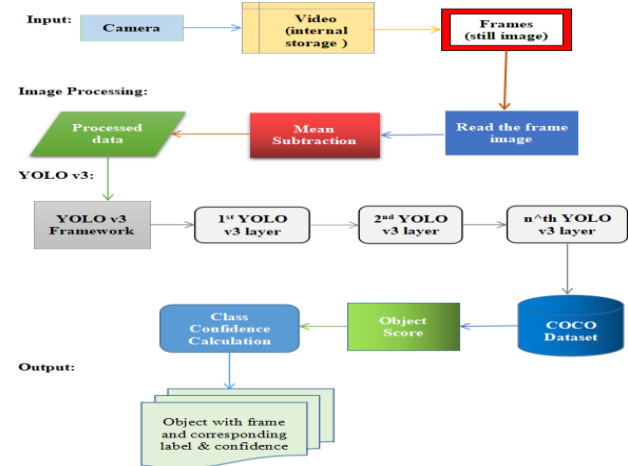 Input:
Camera
Video
(internal
storage )
Frames
(still image)
Image Processing:
Processed
data
Mean
Subtraction
Read the frame
image
YOLO v3:
YOLO v3
Framework
1st YOLO
v3 layer
2nd YOLO
v3 layer
n^th YOLO
v3 layer
Class
Confidence
Calculation
Object
Score
COCO
Dataset
Output:
Object with frame
and corresponding
label & confidence